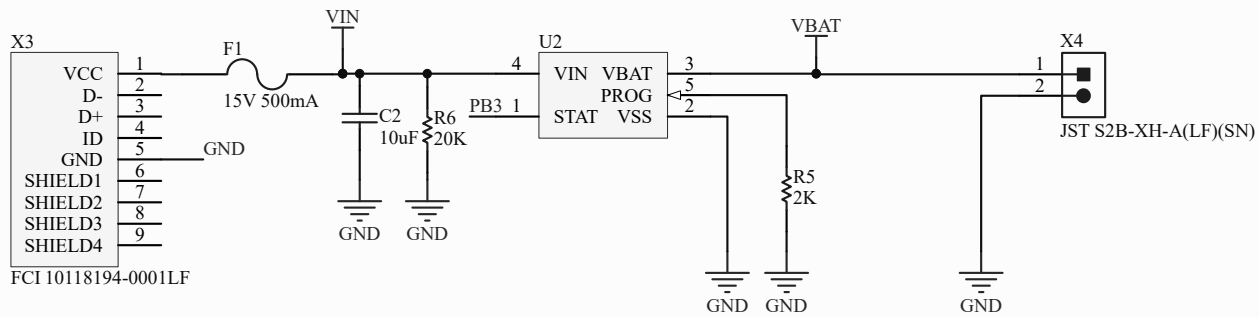 VIN
VBAT
X3
F1
U2
X4
VCC 1
D- 2
D+ 3
ID 4
GND 5
SHIELD1 6
SHIELD2 7
SHIELD3 8
SHIELD4 9
FCI 10118194-0001LF
GND
15V 500mA
C2
10uF
R6
20K
GND
GND
4 VIN VBAT 3
PROG 5
PB3 1 STAT VSS 2
R5
2K
GND
GND
1
2
JST S2B-XH-A(LF)(SN)
GND